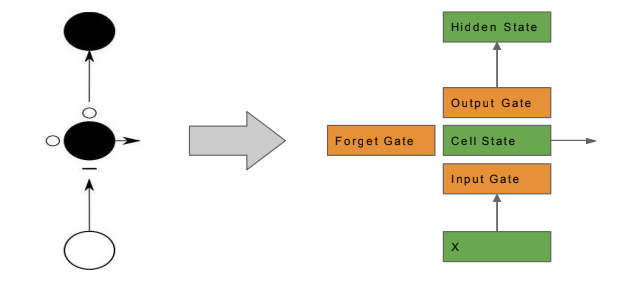 Hidden State
Output Gate
Forget Gate
Cell State
Input Gate
X